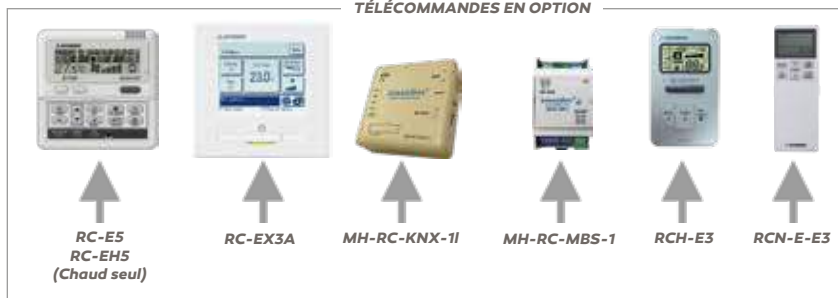 TÉLÉCOMMANDES EN OPTION
RC-E5
RC-EH5
(Chaud seul)
RC-EX3A
MH-RC-KNX-1I
MH-RC-MBS-1
RCH-E3
RCN-E-E3